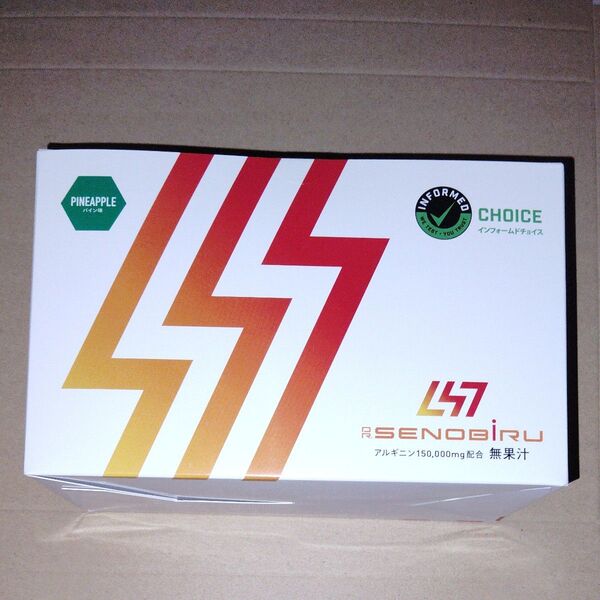 PINEAPPLE
パイン味
INFORMED
WE TEST • YOU TRUST
CHOICE
インフォームドチョイス
DR. SENOBiRU
アルギニン150,000mg配合 無果汁